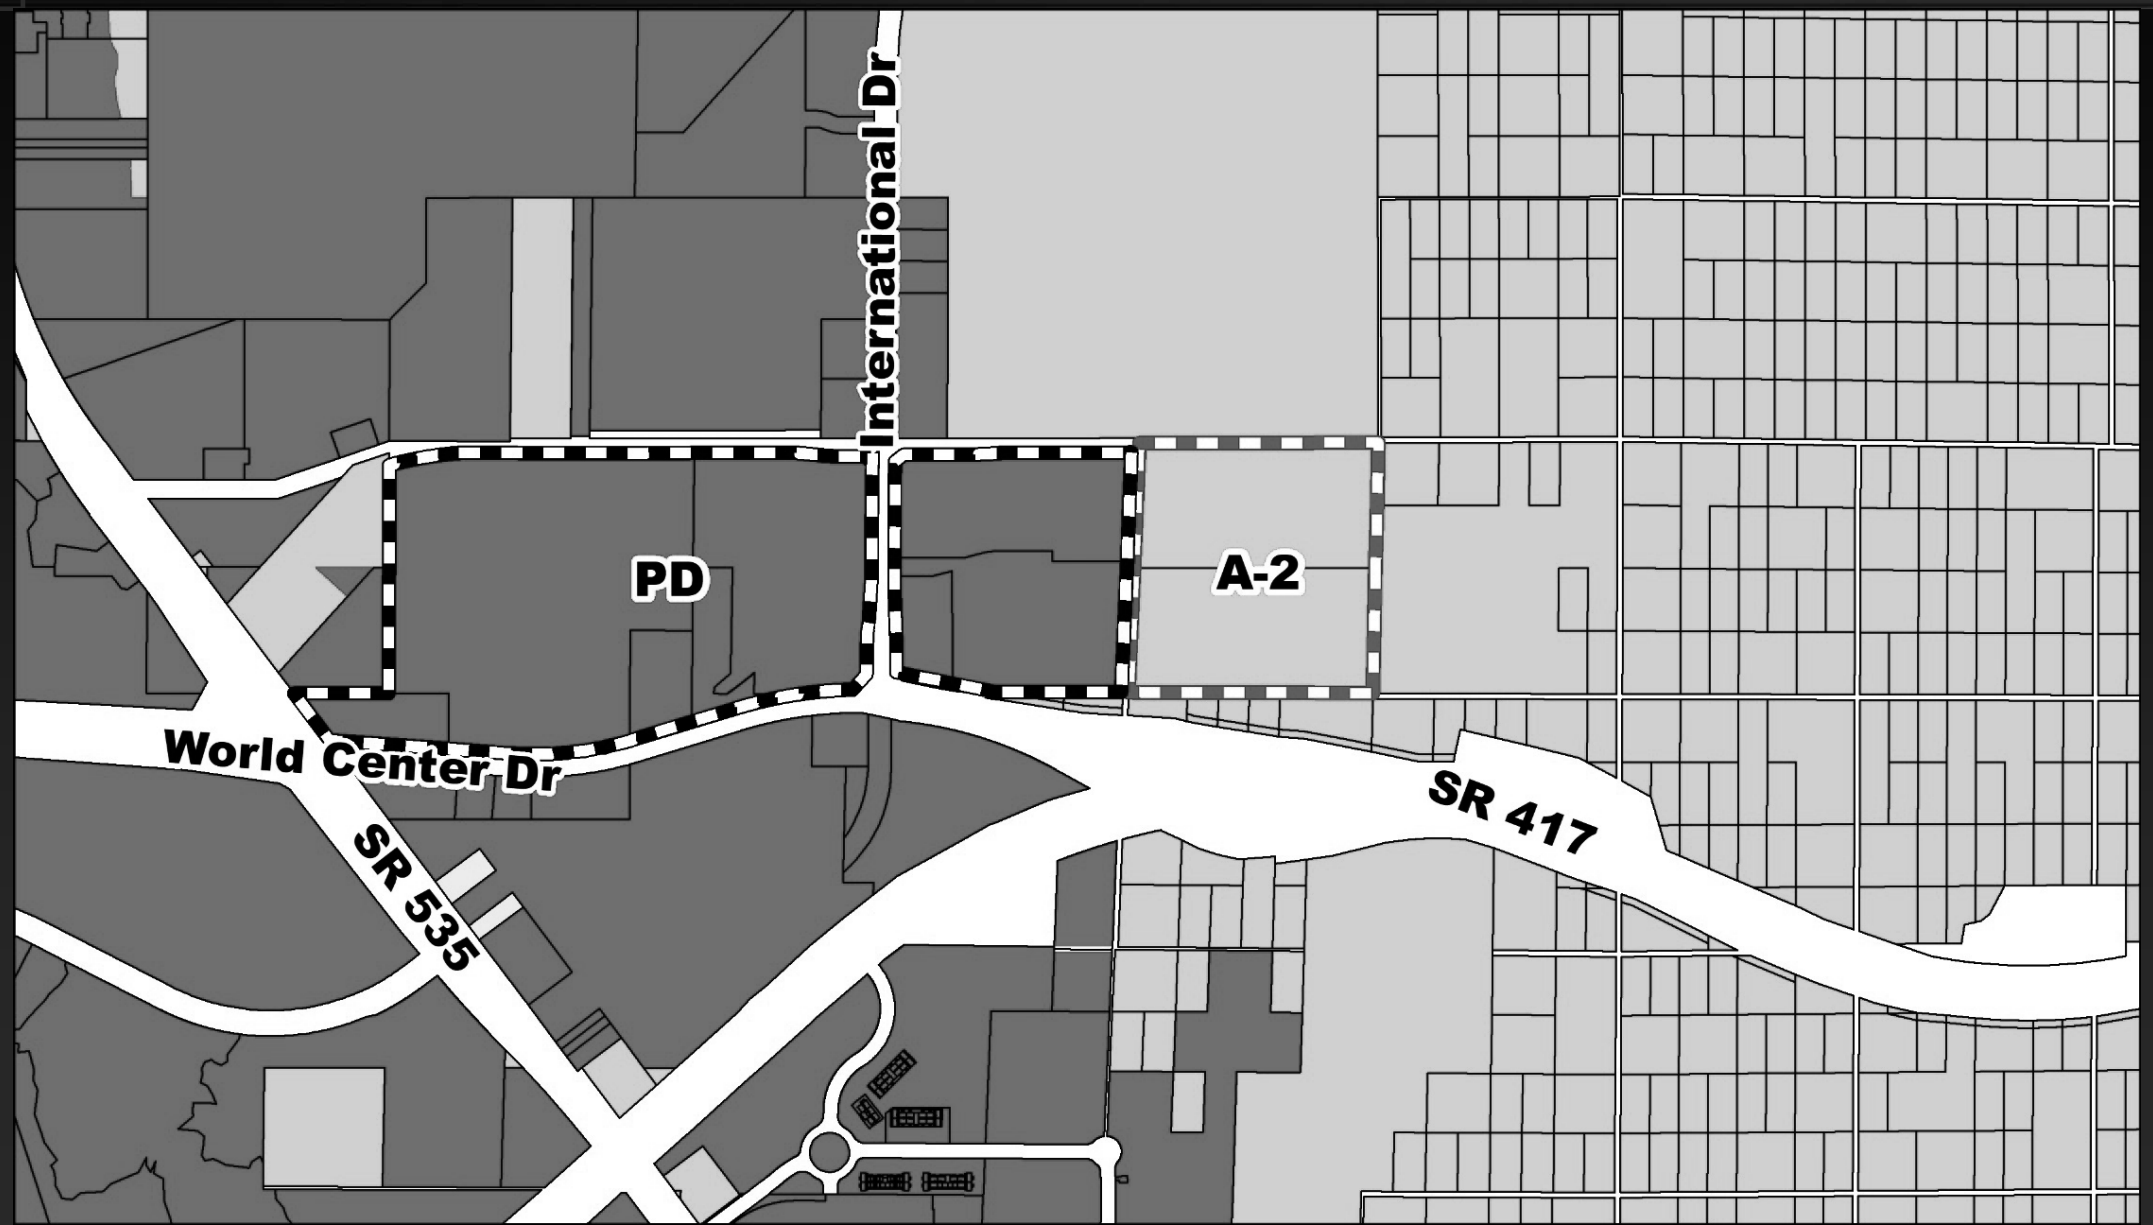 International Dr
PD
A-2
World Center Dr
SR 417
SR 535